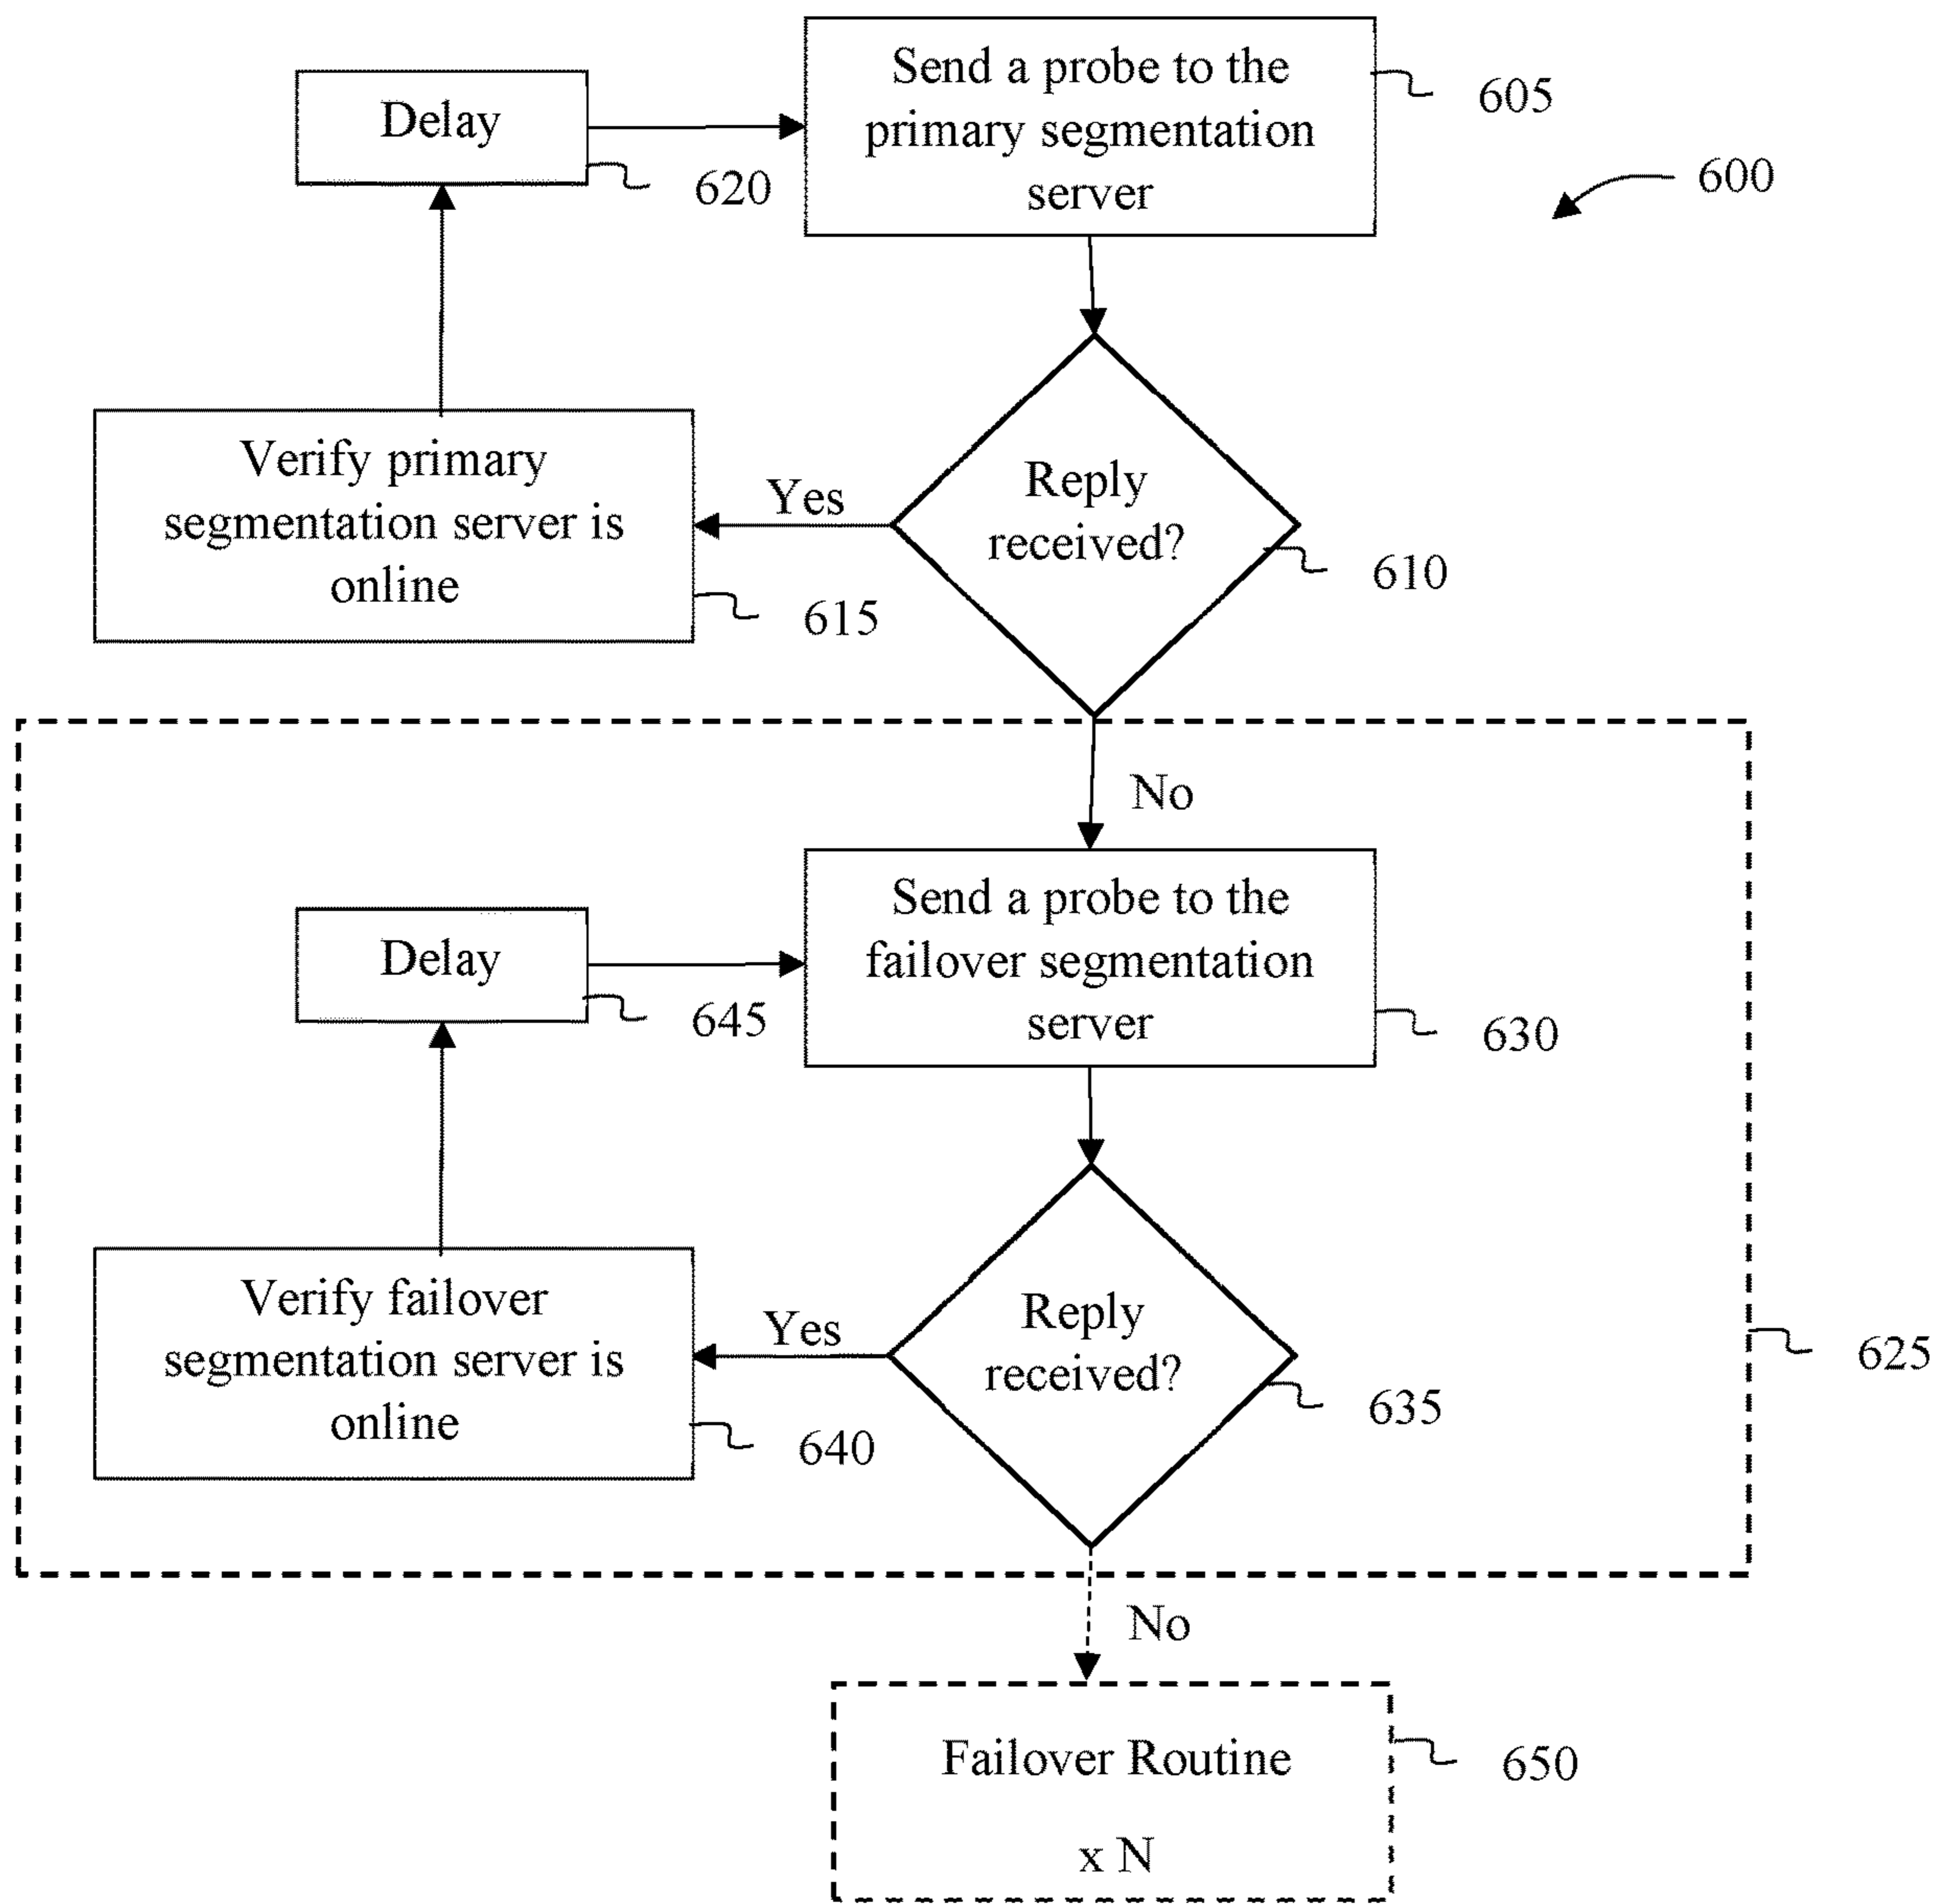 Send a probe to the
primary segmentation
server
605
Delay
620
600
Reply
received?
610
Yes
Verify primary
segmentation server is
online
615
No
Send a probe to the
failover segmentation
server
630
Delay
645
Reply
received?
635
Yes
Verify failover
segmentation server is
online
640
625
No
Failover Routine
x N
650